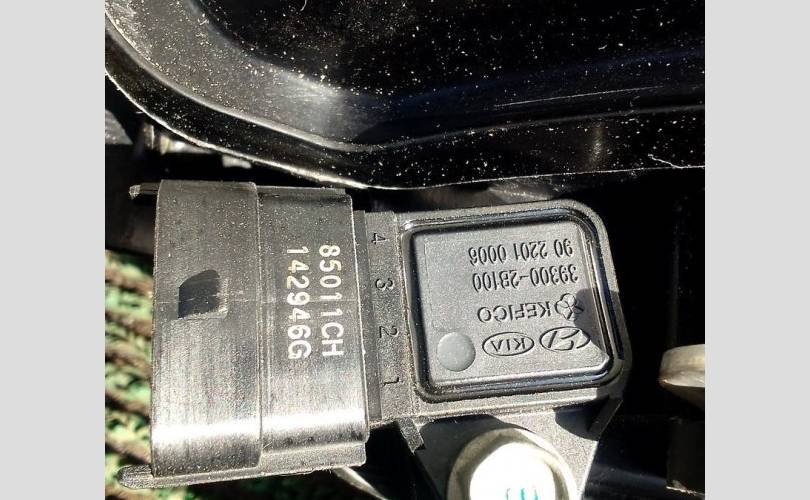 85011CH
142946G
4
3
2
1
KIA
KEFICO
39300-2B100
90 2201 0006